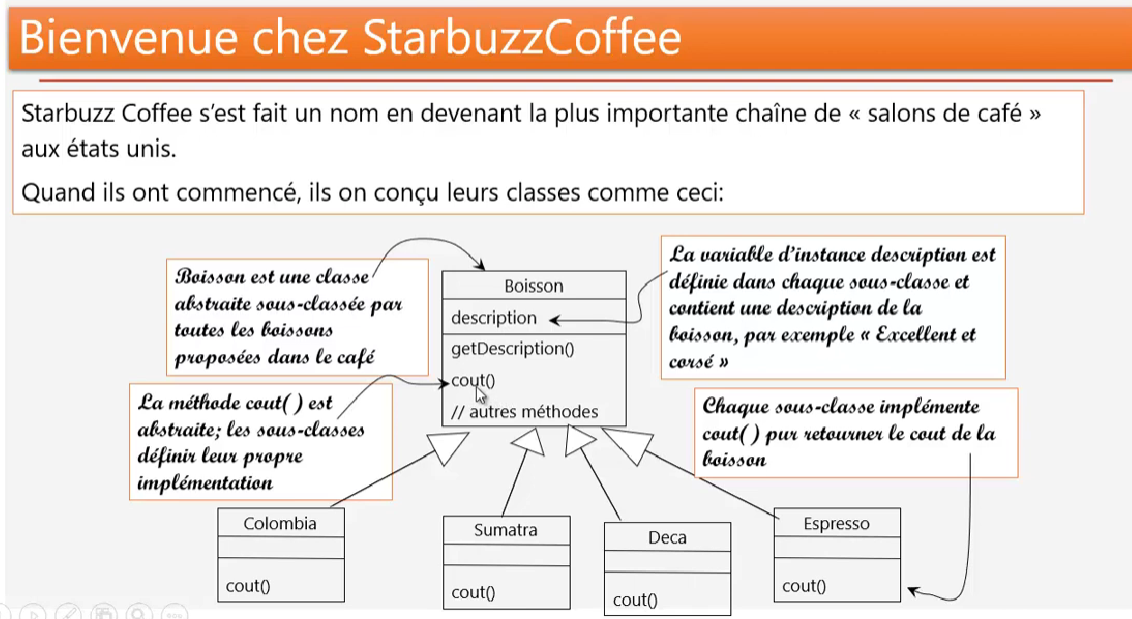 Bienvenue chez StarbuzzCoffee
Starbuzz Coffee s'est fait un nom en devenant la plus importante chaîne de « salons de café »
aux états unis.
Quand ils ont commencé, ils on conçu leurs classes comme ceci:
Boisson est une classe
abstraite sous-classée par
toutes les boissons
proposées dans le café
Boisson
description
getDescription()
cout()
// autres méthodes
La variable d'instance description est
définie dans chaque sous-classe et
contient une description de la
boisson, par exemple « Excellent et
corsé »
La méthode cout( ) est
abstraite; les sous-classes
définir leur propre
implémentation
Chaque sous-classe implémente
cout( ) pur retourner le cout de la
boisson
Colombia
cout()
Sumatra
cout()
Deca
cout()
Espresso
cout()